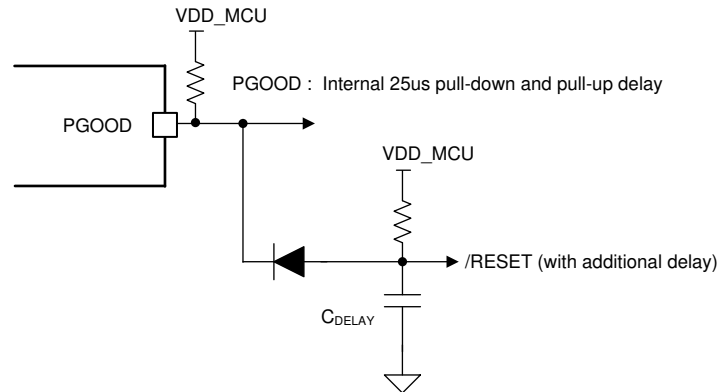 VDD_MCU
PGOOD : Internal 25us pull-down and pull-up delay
PGOOD
VDD_MCU
/RESET (with additional delay)
CDELAY